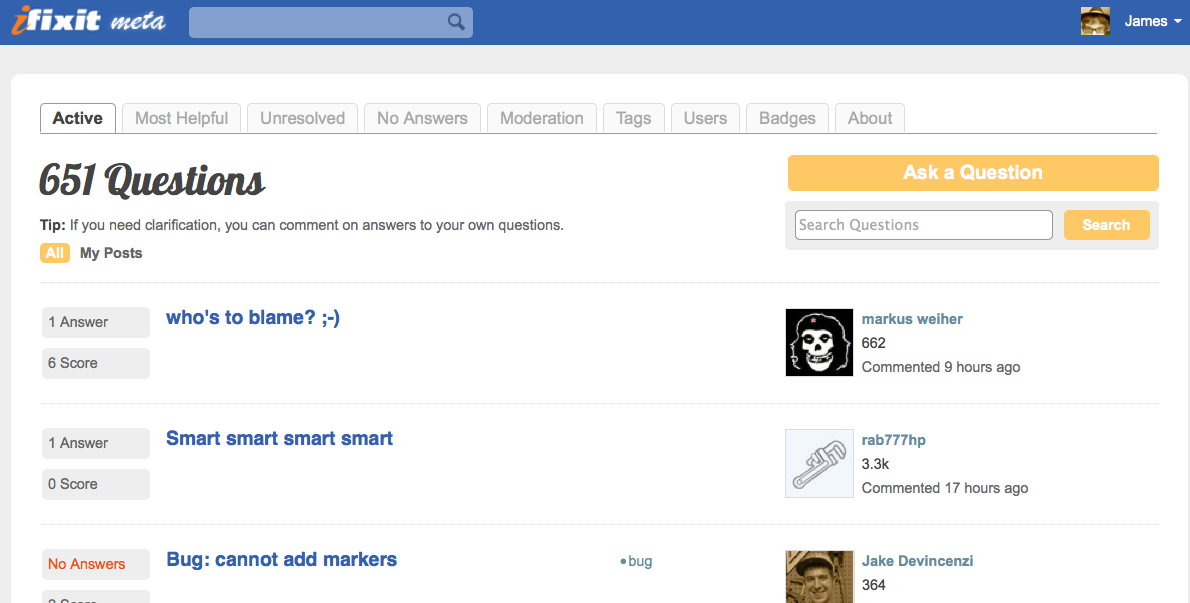 ifixit meta
James
Active Most Helpful Unresolved No Answers Moderation Tags Users Badges About
651 Questions
Ask a Question
Tip: If you need clarification, you can comment on answers to your own questions.
Search Questions Search
All My Posts
1 Answer
6 Score
who's to blame? ;-)
markus weiher
662
Commented 9 hours ago
1 Answer
0 Score
Smart smart smart smart
rab777hp
3.3k
Commented 17 hours ago
No Answers
Bug: cannot add markers
•bug
Jake Devincenzi
364
Score